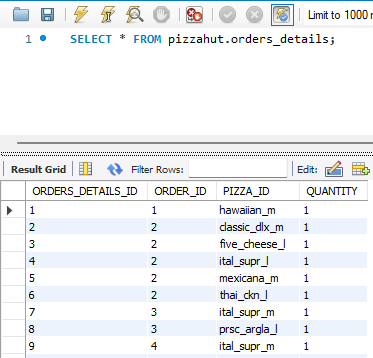 Limit to 1000 r
1 SELECT * FROM pizzahut.orders_details;
Result Grid Filter Rows: Edit:
ORDERS_DETAILS_ID ORDER_ID PIZZA_ID QUANTITY
1 1 hawaiian_m 1
2 2 classic_dlx_m 1
3 2 five_cheese_l 1
4 2 ital_supr_l 1
5 2 mexicana_m 1
6 2 thai_ckn_l 1
7 3 ital_supr_m 1
8 3 prsc_argla_l 1
9 4 ital_supr_m 1